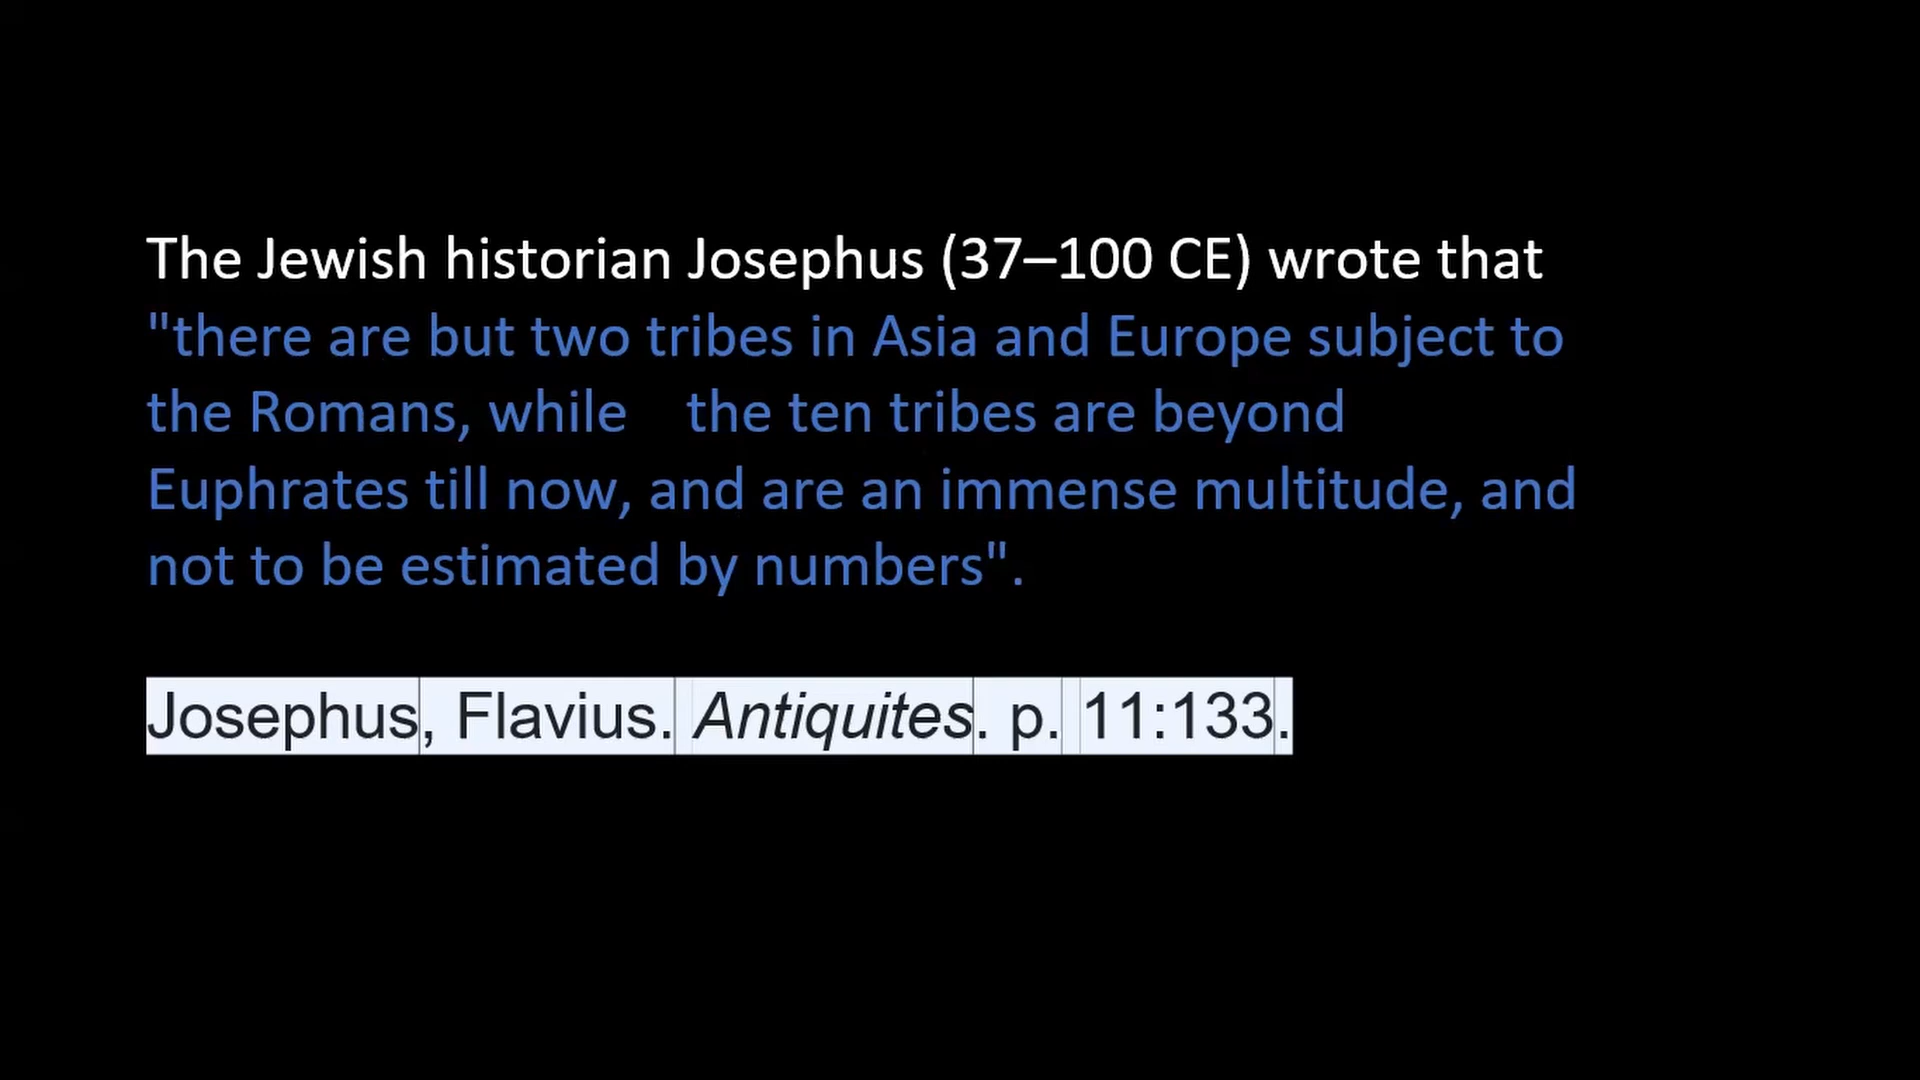 The Jewish historian Josephus (37–100 CE) wrote that
"there are but two tribes in Asia and Europe subject to
the Romans, while the ten tribes are beyond
Euphrates till now, and are an immense multitude, and
not to be estimated by numbers".
Josephus, Flavius. Antiquites. p. 11:133.